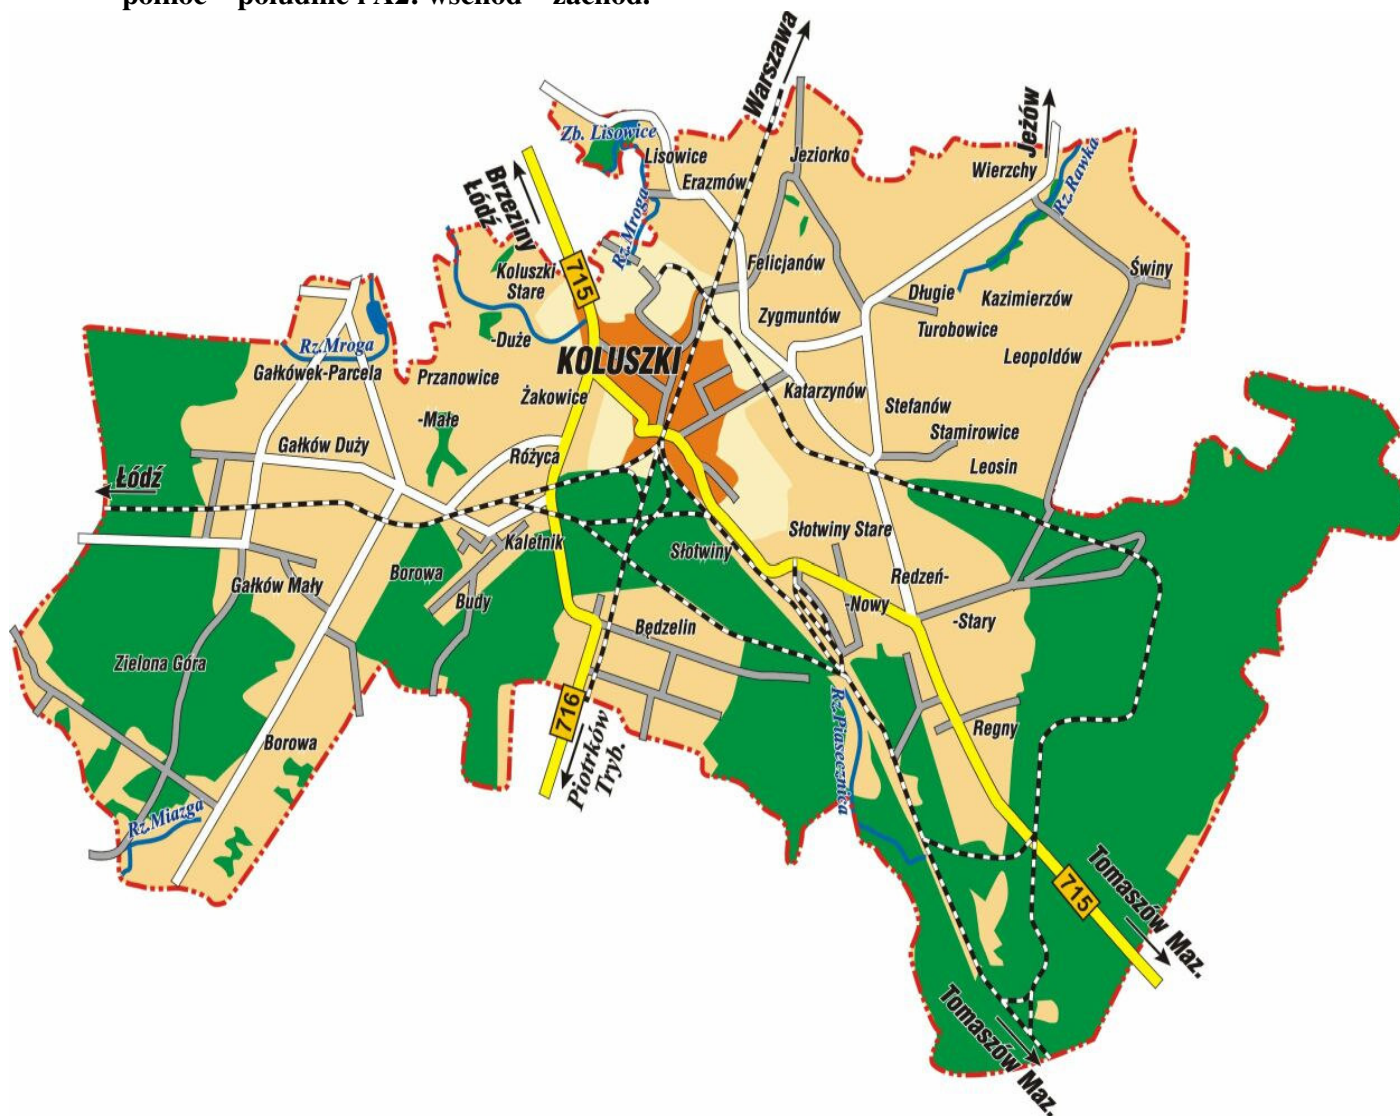 północ – południe i A2: wschód – zachód.
Warszawa
Jeżów
Zb. Lisowice
Lisowice
Jeziorko
Wierzchy
Rz.Rawka
Erazmów
Brzeziny
Łódź
Rz.Mroga
Koluszki
Stare
715
Felicjanów
Świny
Długie
Kazimierzów
Zygmuntów
Turobowice
-Duże
Rz.Mroga
Gałkówek-Parcela
Przanowice
KOLUSZKI
Leopoldów
Żakowice
Katarzynów
Stefanów
-Małe
Stamirowice
Gałków Duży
Różyca
Leosin
Łódź
Słotwiny Stare
Kaletnik
Słotwiny
Borowa
Redzeń-
Gałków Mały
Budy
-Nowy
-Stary
Będzelin
Zielona Góra
716
Rz.Piasecznica
Regny
Borowa
Piotrków
Tryb.
Rz.Miazga
715
Tomaszów Maz.
Tomaszów Maz.